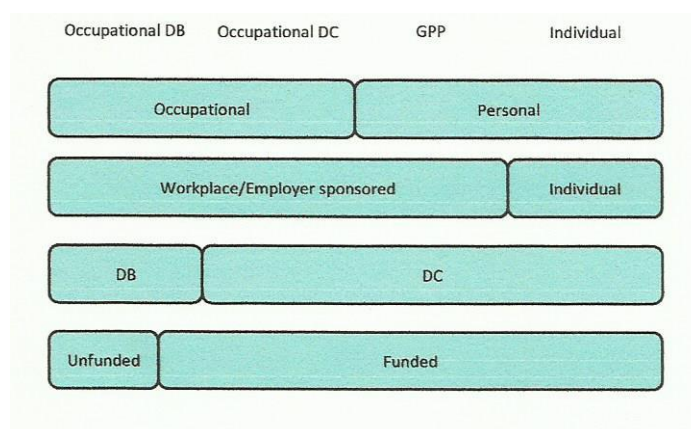 Occupational DB Occupational DC GPP Individual
Occupational Personal
Workplace/Employer sponsored Individual
DB DC
Unfunded Funded